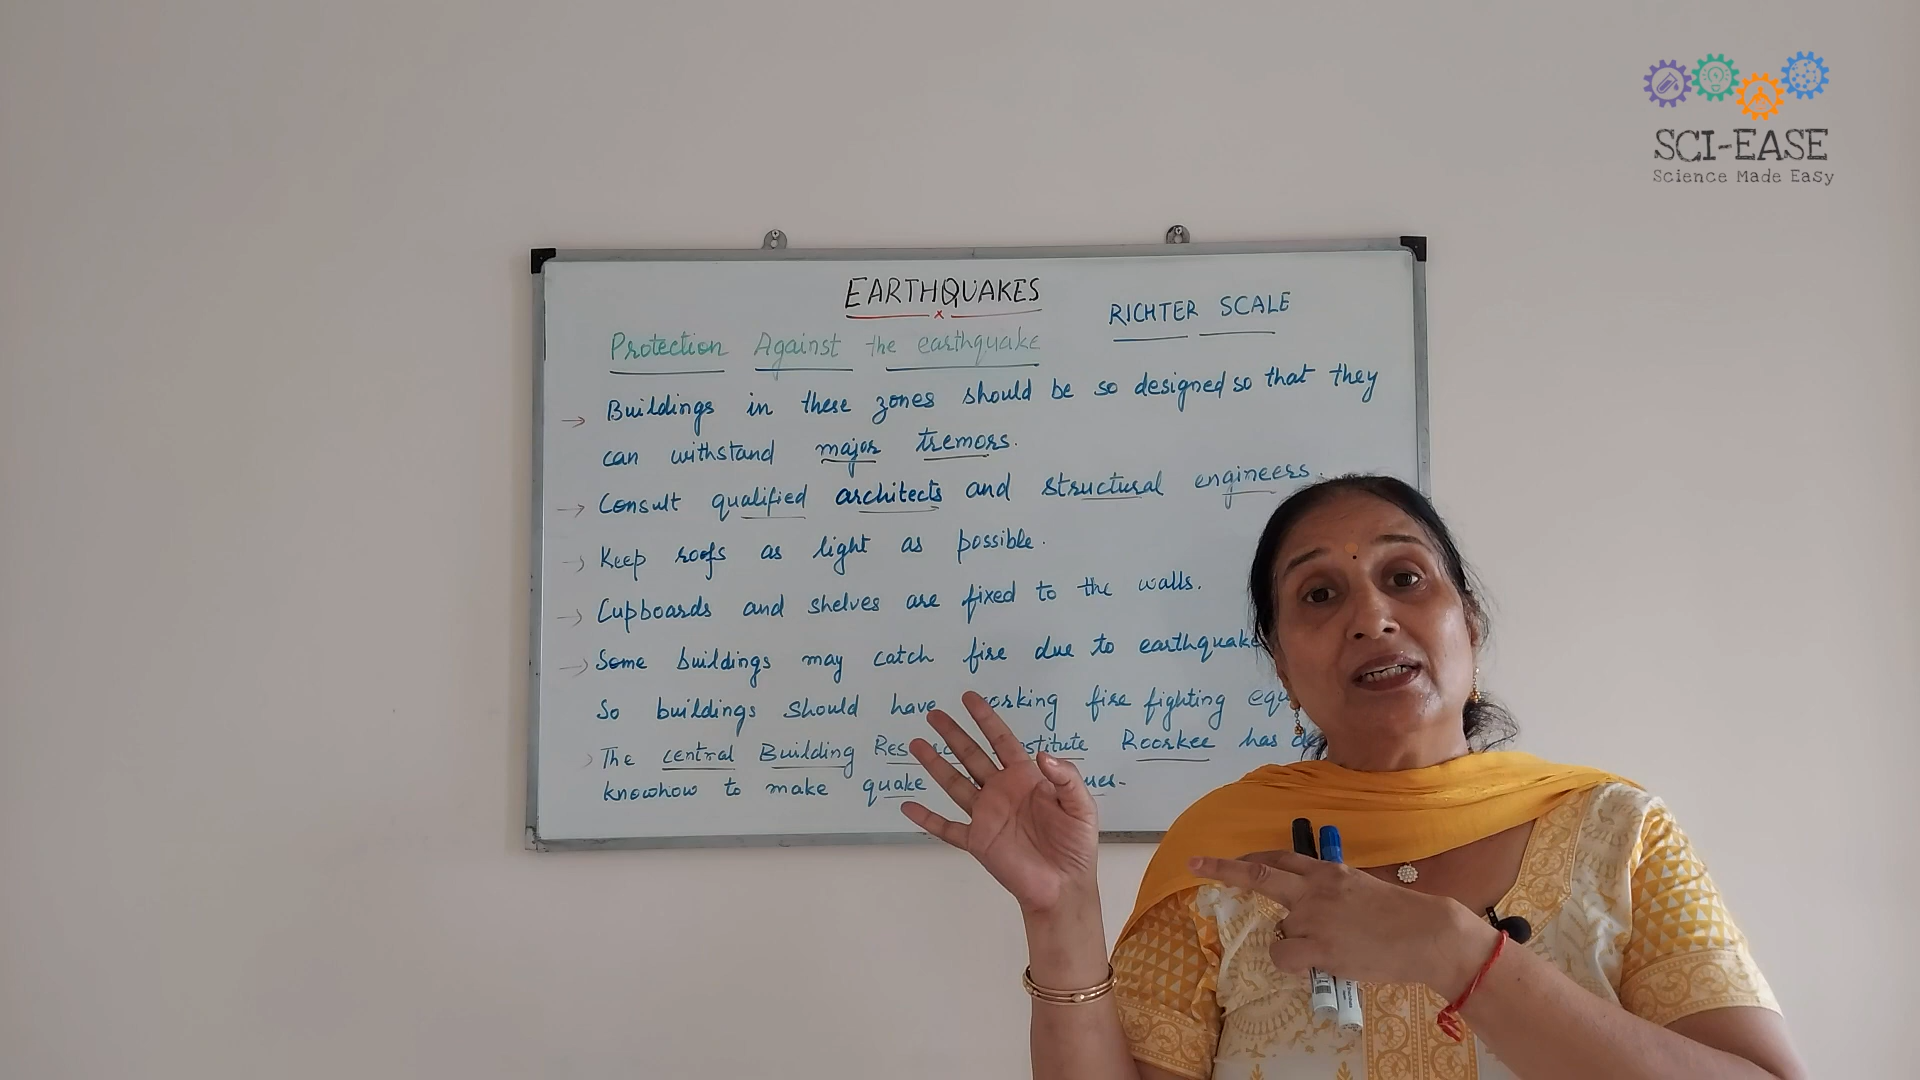 SCI-EASE
Science Made Easy
EARTHQUAKES
RICHTER SCALE
Protection Against the earthquake
→ Buildings in these zones should be so designed so that they
can withstand major tremors.
→ Consult qualified architects and structural engineers.
→ Keep roofs as light as possible.
→ Cupboards and shelves are fixed to the walls.
→ Some buildings may catch fire due to earthquake
So buildings should have working fire fighting
→ The central Building Roorkee has
knowhow to make quake